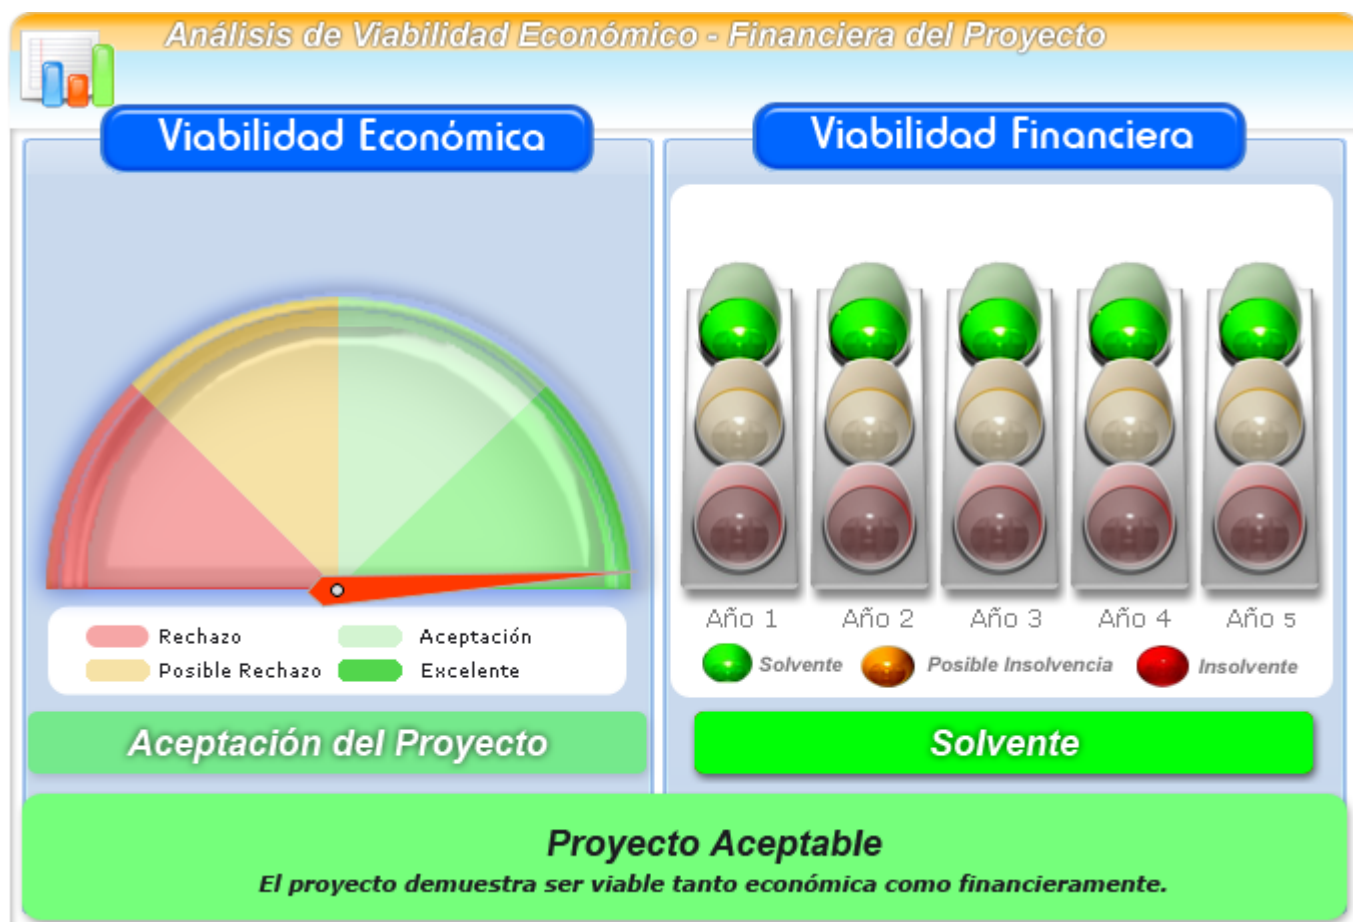 Análisis de Viabilidad Económico - Financiera del Proyecto
Viabilidad Económica
Viabilidad Financiera
Rechazo
Aceptación
Posible Rechazo
Excelente
Año 1
Año 2
Año 3
Año 4
Año 5
Solvente
Posible Insolvencia
Insolvente
Aceptación del Proyecto
Solvente
Proyecto Aceptable
El proyecto demuestra ser viable tanto económica como financieramente.